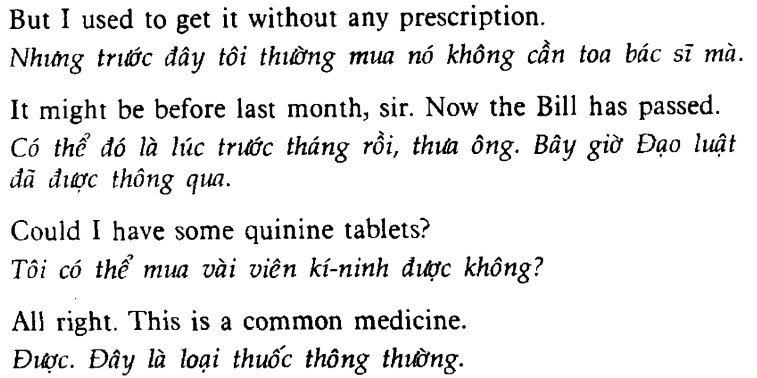 But I used to get it without any prescription.
Nhưng trước đây tôi thường mua nó không cần toa bác sĩ mà.
It might be before last month, sir. Now the Bill has passed.
Có thể đó là lúc trước tháng rồi, thưa ông. Bây giờ Đạo luật
đã được thông qua.
Could I have some quinine tablets?
Tôi có thể mua vài viên kí-ninh được không?
All right. This is a common medicine.
Được. Đây là loại thuốc thông thường.